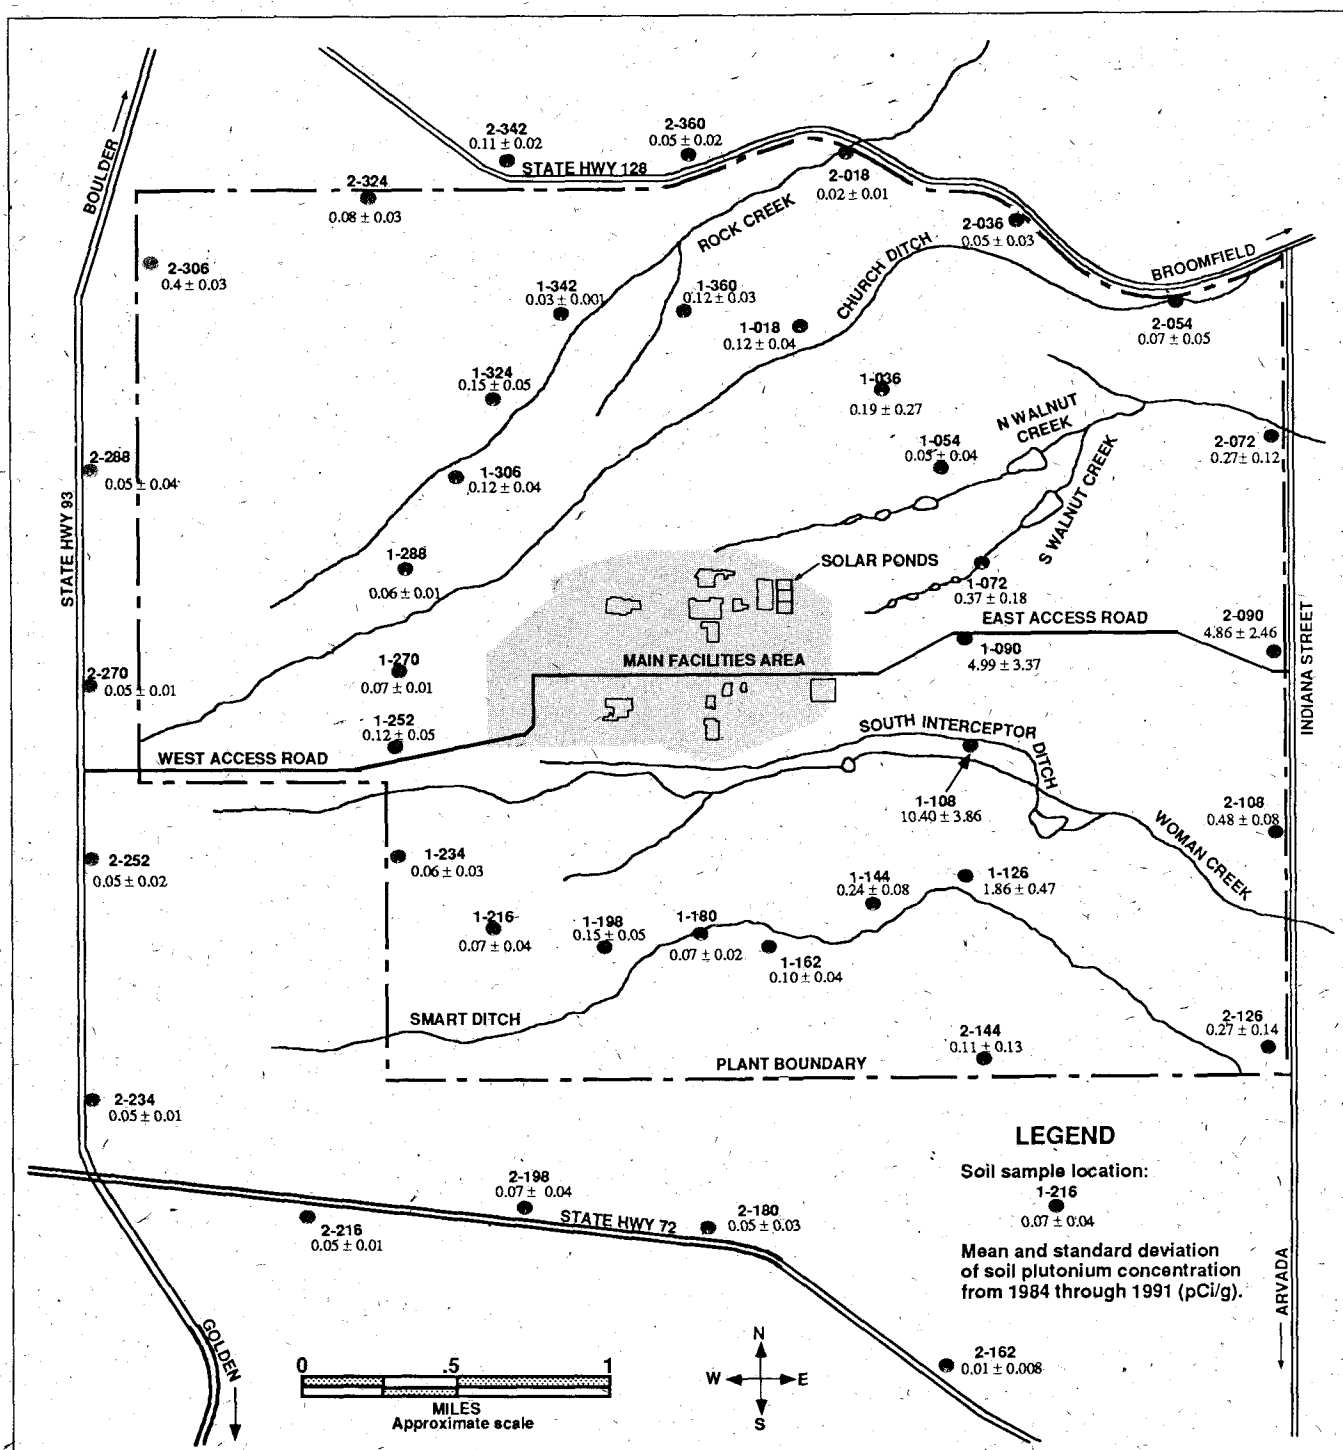 2-342
0.11 ± 0.02
2-360
0.05 ± 0.02
STATE HWY 128
BOULDER
2-324
0.08 ± 0.03
2-018
0.02 ± 0.01
ROCK CREEK
2-036
0.05 ± 0.03
CHURCH DITCH
BROOMFIELD
2-306
0.4 ± 0.03
1-342
0.03 ± 0.001
1-360
0.12 ± 0.03
1-018
0.12 ± 0.04
2-054
0.07 ± 0.05
1-324
0.15 ± 0.05
1-036
0.19 ± 0.27
N WALNUT
CREEK
1-054
0.05 ± 0.04
2-072
0.27 ± 0.12
2-288
0.05 ± 0.04
1-306
0.12 ± 0.04
S WALNUT CREEK
STATE HWY 93
1-288
0.06 ± 0.01
SOLAR PONDS
1-072
0.37 ± 0.18
EAST ACCESS ROAD
2-090
4.86 ± 2.46
1-090
4.99 ± 3.37
INDIANA STREET
MAIN FACILITIES AREA
2-270
0.05 ± 0.01
1-270
0.07 ± 0.01
1-252
0.12 ± 0.05
WEST ACCESS ROAD
SOUTH INTERCEPTOR
DITCH
1-108
10.40 ± 3.86
2-108
0.48 ± 0.08
WOMAN CREEK
2-252
0.05 ± 0.02
1-234
0.06 ± 0.03
1-144
0.24 ± 0.08
1-126
1.86 ± 0.47
1-216
0.07 ± 0.04
1-198
0.15 ± 0.05
1-180
0.07 ± 0.02
1-162
0.10 ± 0.04
SMART DITCH
2-144
0.11 ± 0.13
2-126
0.27 ± 0.14
PLANT BOUNDARY
2-234
0.05 ± 0.01
LEGEND
Soil sample location:
1-216
0.07 ± 0.04
Mean and standard deviation
of soil plutonium concentration
from 1984 through 1991 (pCi/g).
2-198
0.07 ± 0.04
STATE HWY 72
2-180
0.05 ± 0.03
2-216
0.05 ± 0.01
ARVADA
GOLDEN
2-162
0.01 ± 0.008
0 .5 1
MILES
Approximate scale
N
W E
S